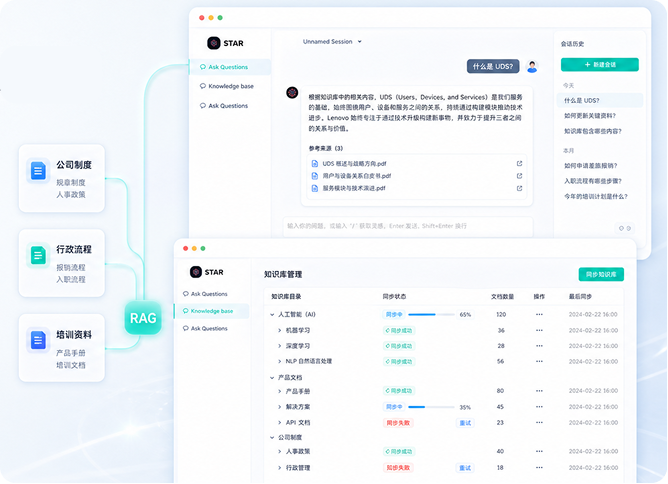 公司制度
规章制度
人事政策
行政流程
报销流程
入职流程
培训资料
产品手册
培训文档
RAG
STAR
Ask Questions
Knowledge base
Ask Questions
Unnamed Session
什么是 UDS?
根据知识库中的相关内容，UDS（Users、Devices, and Services）是我们服务
的基础，始终围绕用户、设备和服务之间的关系，持续通过构建模块推动技术
进步。Lenovo 始终专注于通过技术升级构建新事物，并致力于提升三者之间
的关系与价值。
参考来源（3）
UDS 概述与战略方向.pdf
用户与设备关系白皮书.pdf
服务模块与技术演进.pdf
输入你的问题，或输入 "/" 获取灵感，Enter 发送，Shift+Enter 换行
会话历史
+ 新建会话
今天
什么是 UDS?
如何更新关键资料?
知识库包含哪些内容?
本月
如何申请差旅报销?
入职流程有哪些步骤?
今年的培训计划是什么?
STAR
Ask Questions
Knowledge base
Ask Questions
知识库管理
同步知识库
知识库目录 同步状态 文档数量 操作 最后同步
人工智能（AI） 同步中 65% 120 ··· 2024-02-22 16:00
机器学习 同步成功 36 ··· 2024-02-22 16:00
深度学习 同步成功 28 ··· 2024-02-22 16:00
NLP 自然语言处理 同步成功 56 ··· 2024-02-22 16:00
产品文档
产品手册 同步成功 80 ··· 2024-02-22 16:00
解决方案 同步中 35% 45 ··· 2024-02-22 16:00
API 文档 同步失败 重试 23 ··· 2024-02-22 16:00
公司制度
人事政策 同步成功 40 ··· 2024-02-22 16:00
行政管理 同步失败 重试 18 ··· 2024-02-22 16:00